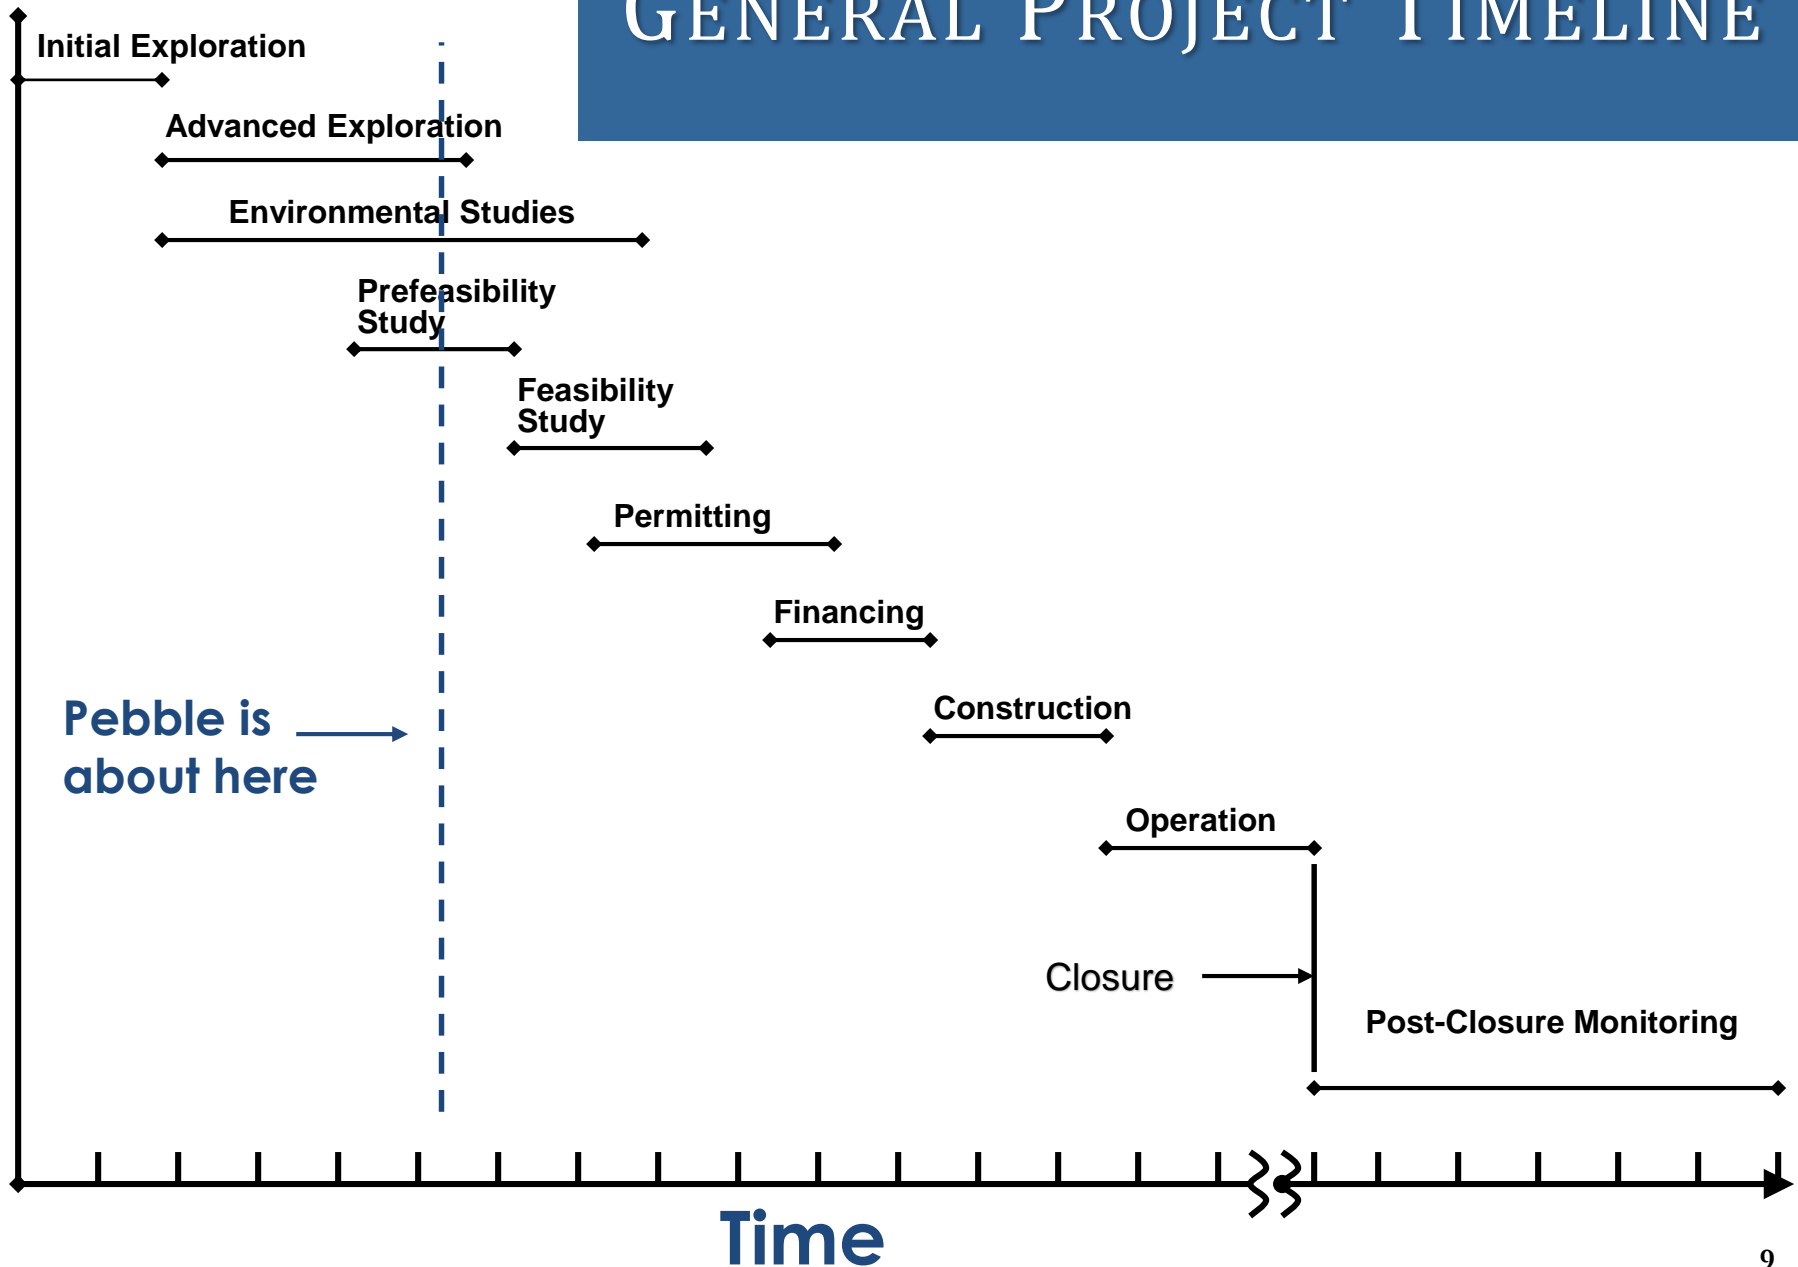 GENERAL PROJECT TIMELINE
Initial Exploration
Advanced Exploration
Environmental Studies
Prefeasibility
Study
Feasibility
Study
Permitting
Financing
Pebble is
about here
Construction
Operation
Closure
Post-Closure Monitoring
Time
9